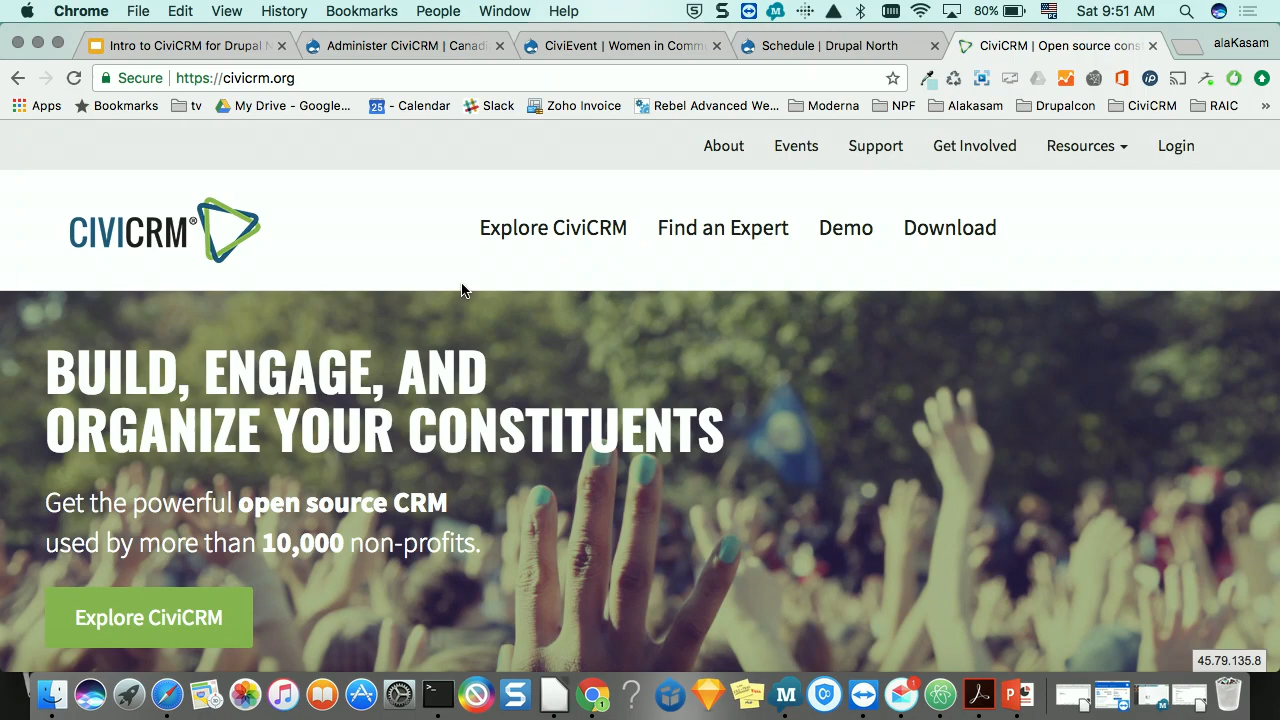 Chrome File Edit View History Bookmarks People Window Help 80% Sat 9:51 AM
Intro to CiviCRM for Drupal Administer CiviCRM | Canadi CiviEvent | Women in Comm Schedule | Drupal North CiviCRM | Open source cons alaKasam
Secure https://civicrm.org
Apps Bookmarks tv My Drive - Google... 25 - Calendar Slack Zoho Invoice Rebel Advanced We... Moderna NPF Alakasam Drupalcon CiviCRM RAIC »
About Events Support Get Involved Resources Login
CIVICRM® Explore CiviCRM Find an Expert Demo Download
BUILD, ENGAGE, AND
ORGANIZE YOUR CONSTITUENTS
Get the powerful open source CRM
used by more than 10,000 non-profits.
Explore CiviCRM
45.79.135.8